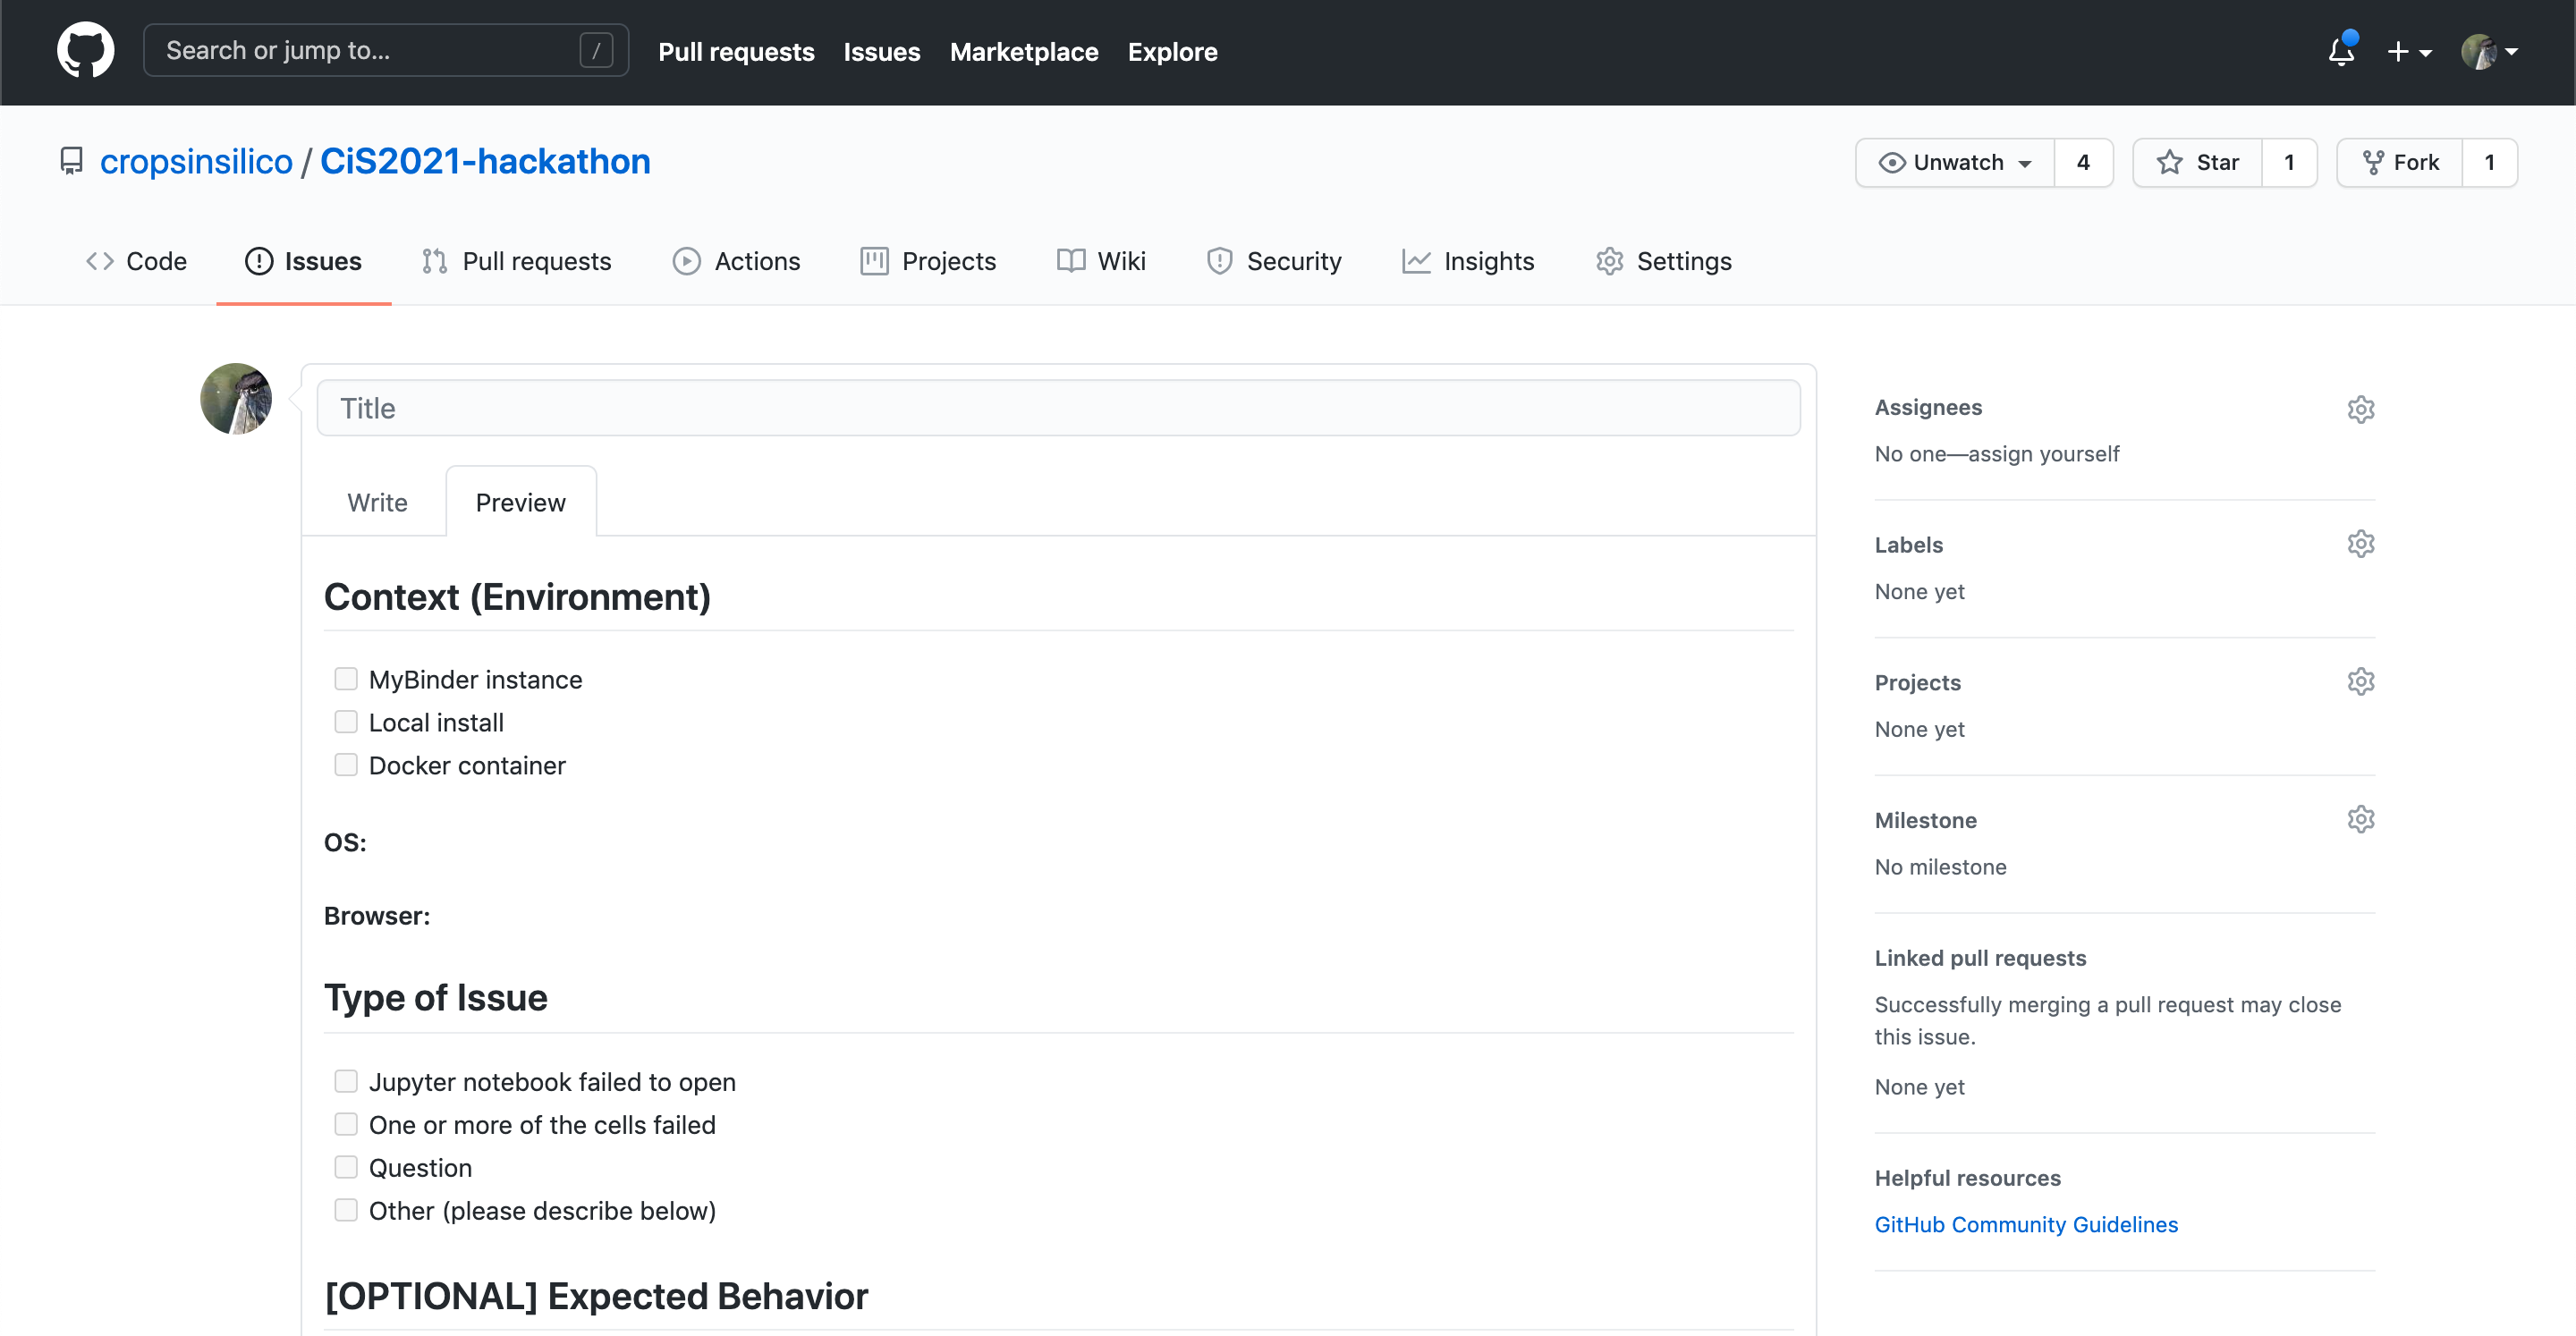 Search or jump to... /
Pull requests Issues Marketplace Explore
cropsinsilico / CiS2021-hackathon
Unwatch 4 Star 1 Fork 1
Code Issues Pull requests Actions Projects Wiki Security Insights Settings
Title
Write Preview
Context (Environment)
MyBinder instance
Local install
Docker container
OS:
Browser:
Type of Issue
Jupyter notebook failed to open
One or more of the cells failed
Question
Other (please describe below)
[OPTIONAL] Expected Behavior
Assignees
No one—assign yourself
Labels
None yet
Projects
None yet
Milestone
No milestone
Linked pull requests
Successfully merging a pull request may close
this issue.
None yet
Helpful resources
GitHub Community Guidelines